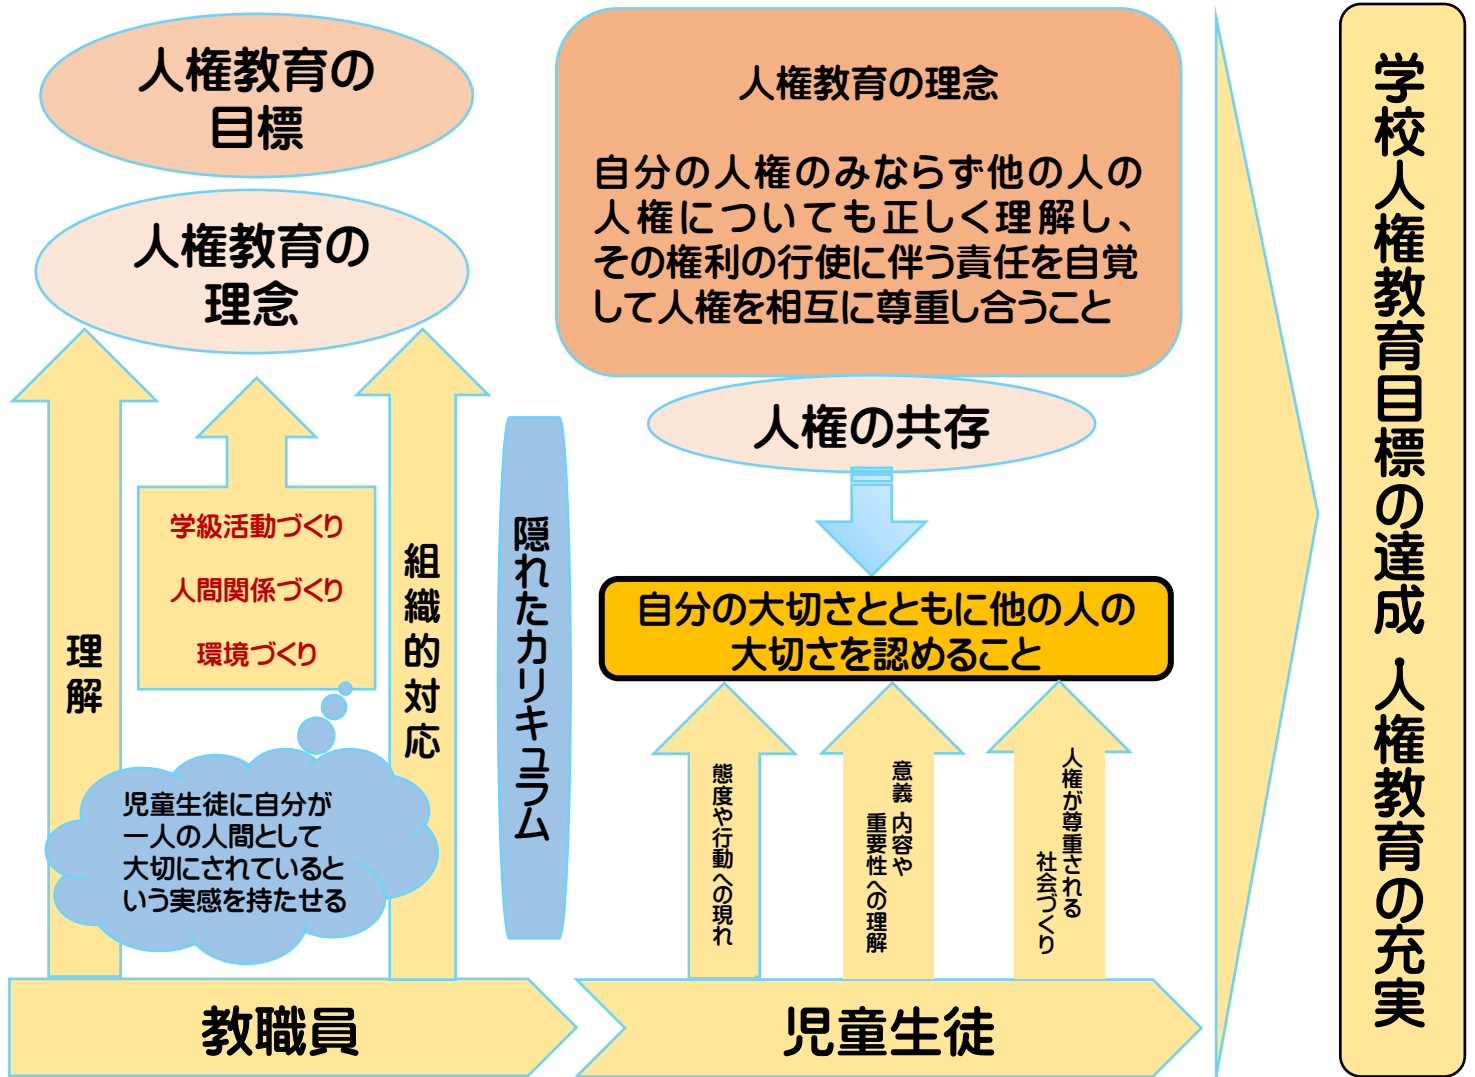 人権教育の
目標
人権教育の
理念
理解
学級活動づくり
人間関係づくり
環境づくり
組織的対応
児童生徒に自分が
一人の人間として
大切にされていると
いう実感を持たせる
教職員
隠れたカリキュラム
人権教育の理念
自分の人権のみならず他の人の
人権についても正しく理解し、
その権利の行使に伴う責任を自覚
して人権を相互に尊重し合うこと
人権の共存
自分の大切さとともに他の人の
大切さを認めること
態度や行動への現れ
意義 内容や
重要性への理解
人権が尊重される
社会づくり
児童生徒
学校人権教育目標の達成 人権教育の充実